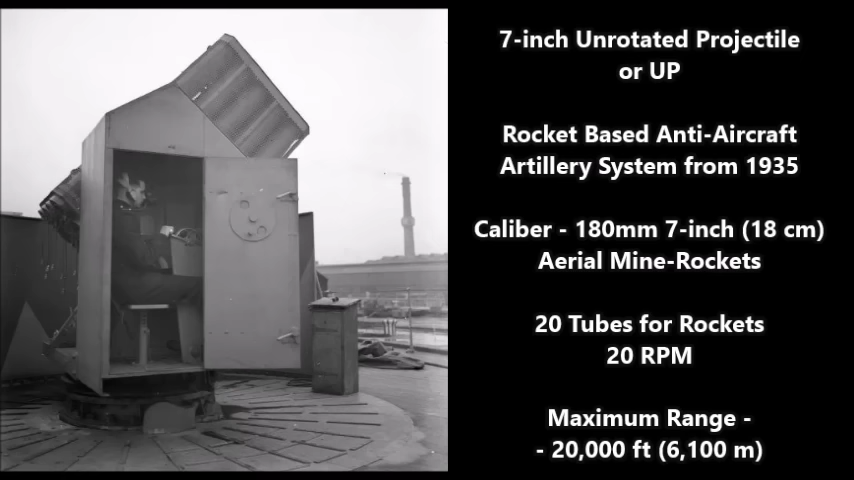 7-inch Unrotated Projectile
or UP
Rocket Based Anti-Aircraft
Artillery System from 1935
Caliber - 180mm 7-inch (18 cm)
Aerial Mine-Rockets
20 Tubes for Rockets
20 RPM
Maximum Range -
- 20,000 ft (6,100 m)